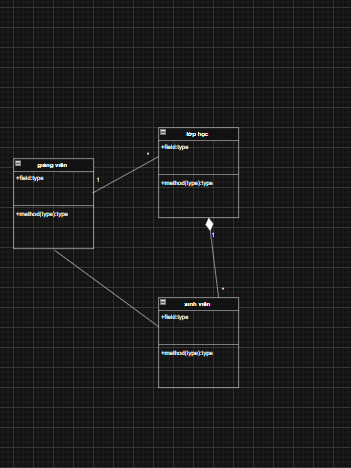 lớp học
+field:type
+method(type):type
giảng viên
+field:type
+method(type):type
1
*
1
*
sinh viên
+field:type
+method(type):type